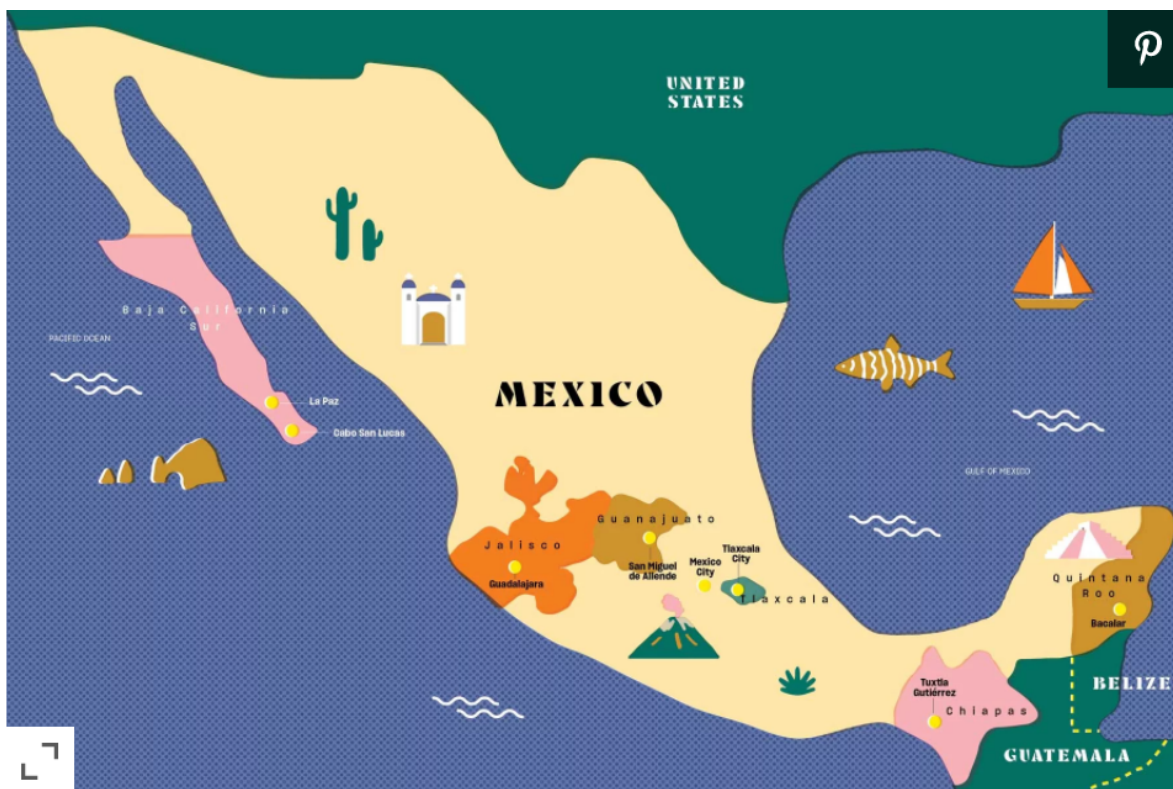 UNITED
STATES
Baja California
Sur
PACIFIC OCEAN
La Paz
Cabo San Lucas
MEXICO
GULF OF MEXICO
Guanajuato
Jalisco
Guadalajara
San Miguel
de Allende
Mexico
City
Tlaxcala
City
Tlaxcala
Quintana
Roo
Bacalar
Tuxtla
Gutiérrez
Chiapas
BELIZE
GUATEMALA